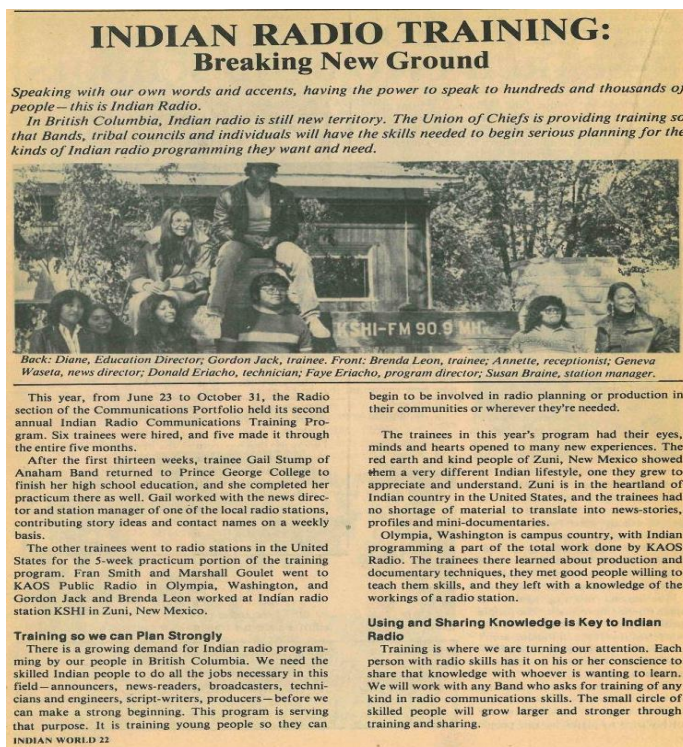 INDIAN RADIO TRAINING:
Breaking New Ground
Speaking with our own words and accents, having the power to speak to hundreds and thousands of
people — this is Indian Radio.
In British Columbia, Indian radio is still new territory. The Union of Chiefs is providing training so
that Bands, tribal councils and individuals will have the skills needed to begin serious planning for the
kinds of Indian radio programming they want and need.
KSHI-FM 90.9 MHz
Back: Diane, Education Director; Gordon Jack, trainee. Front: Brenda Leon, trainee; Annette, receptionist; Geneva
Waseta, news director; Donald Eriacho, technician; Faye Eriacho, program director; Susan Braine, station manager.
This year, from June 23 to October 31, the Radio
section of the Communications Portfolio held its second
annual Indian Radio Communications Training Pro-
gram. Six trainees were hired, and five made it through
the entire five months.
After the first thirteen weeks, trainee Gail Stump of
Anaham Band returned to Prince George College to
finish her high school education, and she completed her
practicum there as well. Gail worked with the news direc-
tor and station manager of one of the local radio stations,
contributing story ideas and contact names on a weekly
basis.
The other trainees went to radio stations in the United
States for the 5-week practicum portion of the training
program. Fran Smith and Marshall Goulet went to
KAOS Public Radio in Olympia, Washington, and
Gordon Jack and Brenda Leon worked at Indian radio
station KSHI in Zuni, New Mexico.
Training so we can Plan Strongly
There is a growing demand for Indian radio program-
ming by our people in British Columbia. We need the
skilled Indian people to do all the jobs necessary in this
field — announcers, news-readers, broadcasters, techni-
cians and engineers, script-writers, producers — before we
can make a strong beginning. This program is serving
that purpose. It is training young people so they can
INDIAN WORLD 22
begin to be involved in radio planning or production in
their communities or wherever they're needed.
The trainees in this year's program had their eyes,
minds and hearts opened to many new experiences. The
red earth and kind people of Zuni, New Mexico showed
them a very different Indian lifestyle, one they grew to
appreciate and understand. Zuni is in the heartland of
Indian country in the United States, and the trainees had
no shortage of material to translate into news-stories,
profiles and mini-documentaries.
Olympia, Washington is campus country, with Indian
programming a part of the total work done by KAOS
Radio. The trainees there learned about production and
documentary techniques, they met good people willing to
teach them skills, and they left with a knowledge of the
workings of a radio station.
Using and Sharing Knowledge is Key to Indian
Radio
Training is where we are turning our attention. Each
person with radio skills has it on his or her conscience to
share that knowledge with whoever is wanting to learn.
We will work with any Band who asks for training of any
kind in radio communications skills. The small circle of
skilled people will grow larger and stronger through
training and sharing.